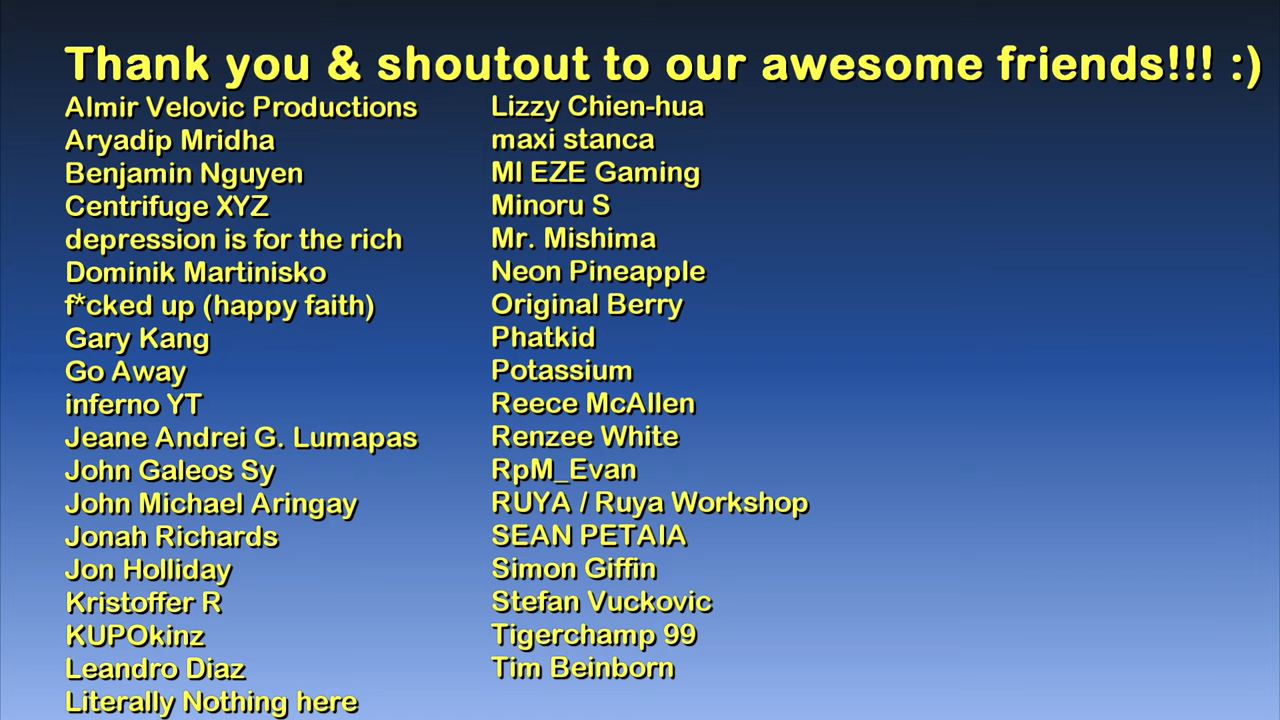 Thank you & shoutout to our awesome friends!!! :)
Almir Velovic Productions
Aryadip Mridha
Benjamin Nguyen
Centrifuge XYZ
depression is for the rich
Dominik Martinisko
f*cked up (happy faith)
Gary Kang
Go Away
inferno YT
Jeane Andrei G. Lumapas
John Galeos Sy
John Michael Aringay
Jonah Richards
Jon Holliday
Kristoffer R
KUPOkinz
Leandro Diaz
Literally Nothing here
Lizzy Chien-hua
maxi stanca
MI EZE Gaming
Minoru S
Mr. Mishima
Neon Pineapple
Original Berry
Phatkid
Potassium
Reece McAllen
Renzee White
RpM_Evan
RUYA / Ruya Workshop
SEAN PETAIA
Simon Giffin
Stefan Vuckovic
Tigerchamp 99
Tim Beinborn